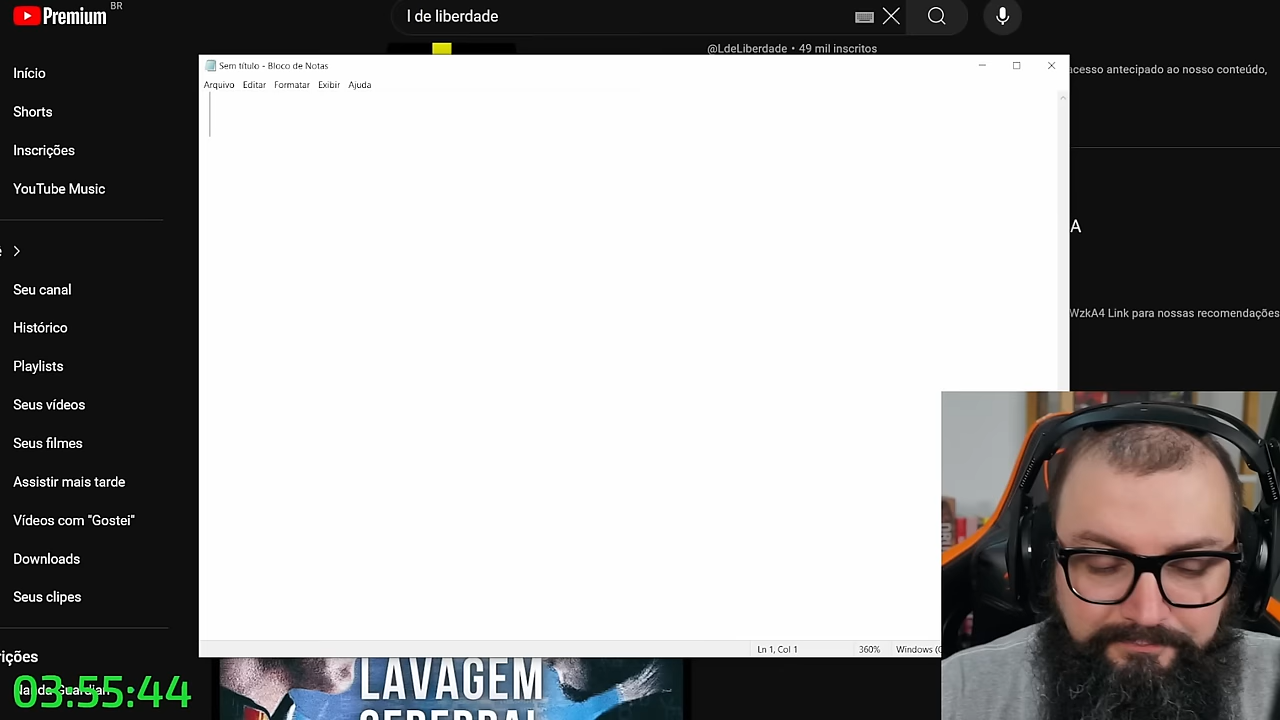 Premium BR
l de liberdade
@LdeLiberdade • 49 mil inscritos
acesso antecipado ao nosso conteúdo,
Sem título - Bloco de Notas
Arquivo Editar Formatar Exibir Ajuda
Início
Shorts
Inscrições
YouTube Music
Seu canal
Histórico
Playlists
Seus vídeos
Seus filmes
Assistir mais tarde
Vídeos com "Gostei"
Downloads
Seus clipes
A
WzkA4 Link para nossas recomendações
Ln 1, Col 1
360%
Windows (
03:55:44
LAVAGEM
CEREBRAL